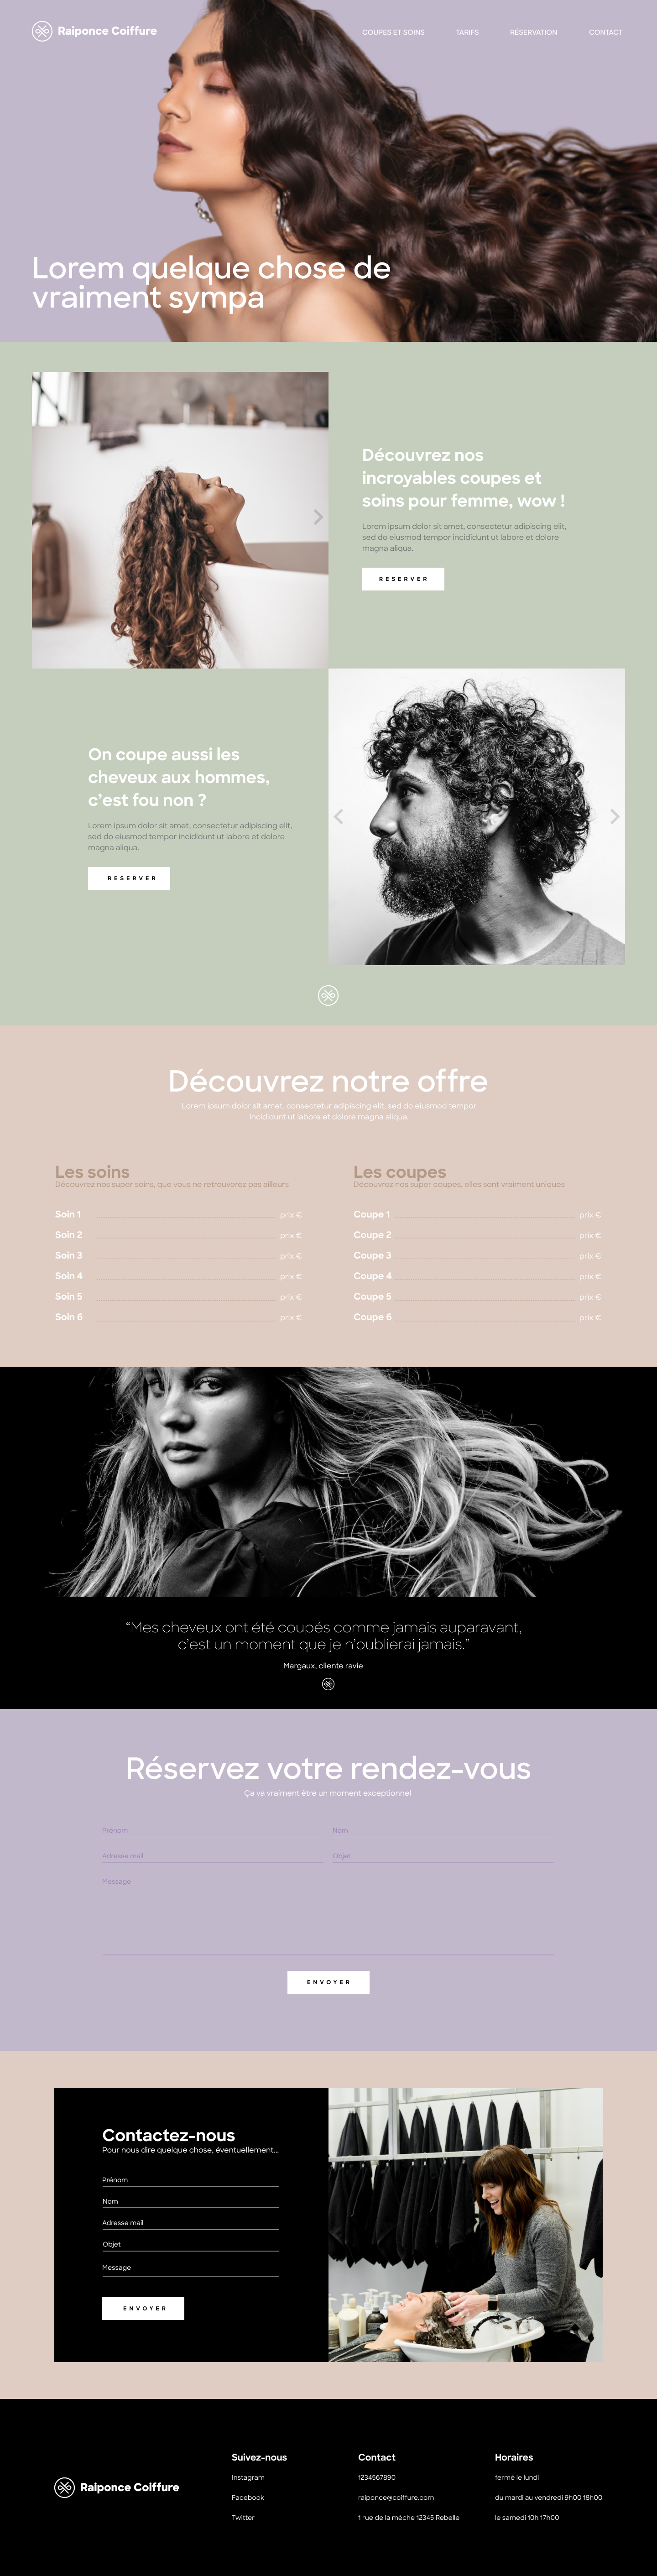 Raiponce Coiffure
COUPES ET SOINS
TARIFS
RÉSERVATION
CONTACT
Lorem quelque chose de
vraiment sympa
Découvrez nos
incroyables coupes et
soins pour femme, wow !
Lorem ipsum dolor sit amet, consectetur adipiscing elit,
sed do eiusmod tempor incididunt ut labore et dolore
magna aliqua.
RESERVER
On coupe aussi les
cheveux aux hommes,
c’est fou non ?
Lorem ipsum dolor sit amet, consectetur adipiscing elit,
sed do eiusmod tempor incididunt ut labore et dolore
magna aliqua.
RESERVER
Découvrez notre offre
Lorem ipsum dolor sit amet, consectetur adipiscing elit, sed do eiusmod tempor
incididunt ut labore et dolore magna aliqua.
Les soins
Découvrez nos super soins, que vous ne retrouverez pas ailleurs
Soin 1 prix €
Soin 2 prix €
Soin 3 prix €
Soin 4 prix €
Soin 5 prix €
Soin 6 prix €
Les coupes
Découvrez nos super coupes, elles sont vraiment uniques
Coupe 1 prix €
Coupe 2 prix €
Coupe 3 prix €
Coupe 4 prix €
Coupe 5 prix €
Coupe 6 prix €
“Mes cheveux ont été coupés comme jamais auparavant,
c’est un moment que je n’oublierai jamais.”
Margaux, cliente ravie
Réservez votre rendez-vous
Ça va vraiment être un moment exceptionnel
Prénom
Nom
Adresse mail
Objet
Message
ENVOYER
Contactez-nous
Pour nous dire quelque chose, éventuellement...
Prénom
Nom
Adresse mail
Objet
Message
ENVOYER
Raiponce Coiffure
Suivez-nous
Instagram
Facebook
Twitter
Contact
1234567890
raiponce@coiffure.com
1 rue de la mèche 12345 Rebelle
Horaires
fermé le lundi
du mardi au vendredi 9h00 18h00
le samedi 10h 17h00